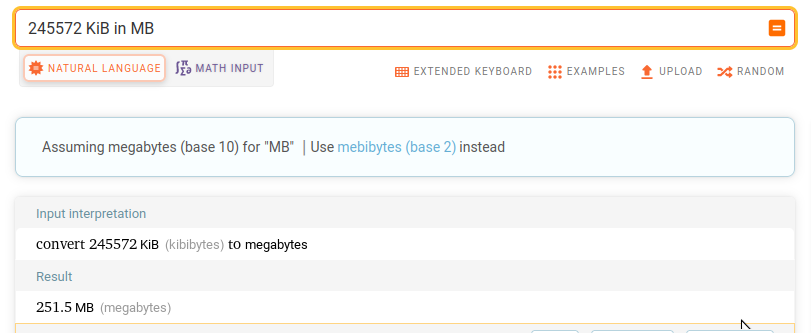 245572 KiB in MB
NATURAL LANGUAGE MATH INPUT EXTENDED KEYBOARD EXAMPLES UPLOAD RANDOM
Assuming megabytes (base 10) for "MB" | Use mebibytes (base 2) instead
Input interpretation
convert 245572 KiB (kibibytes) to megabytes
Result
251.5 MB (megabytes)